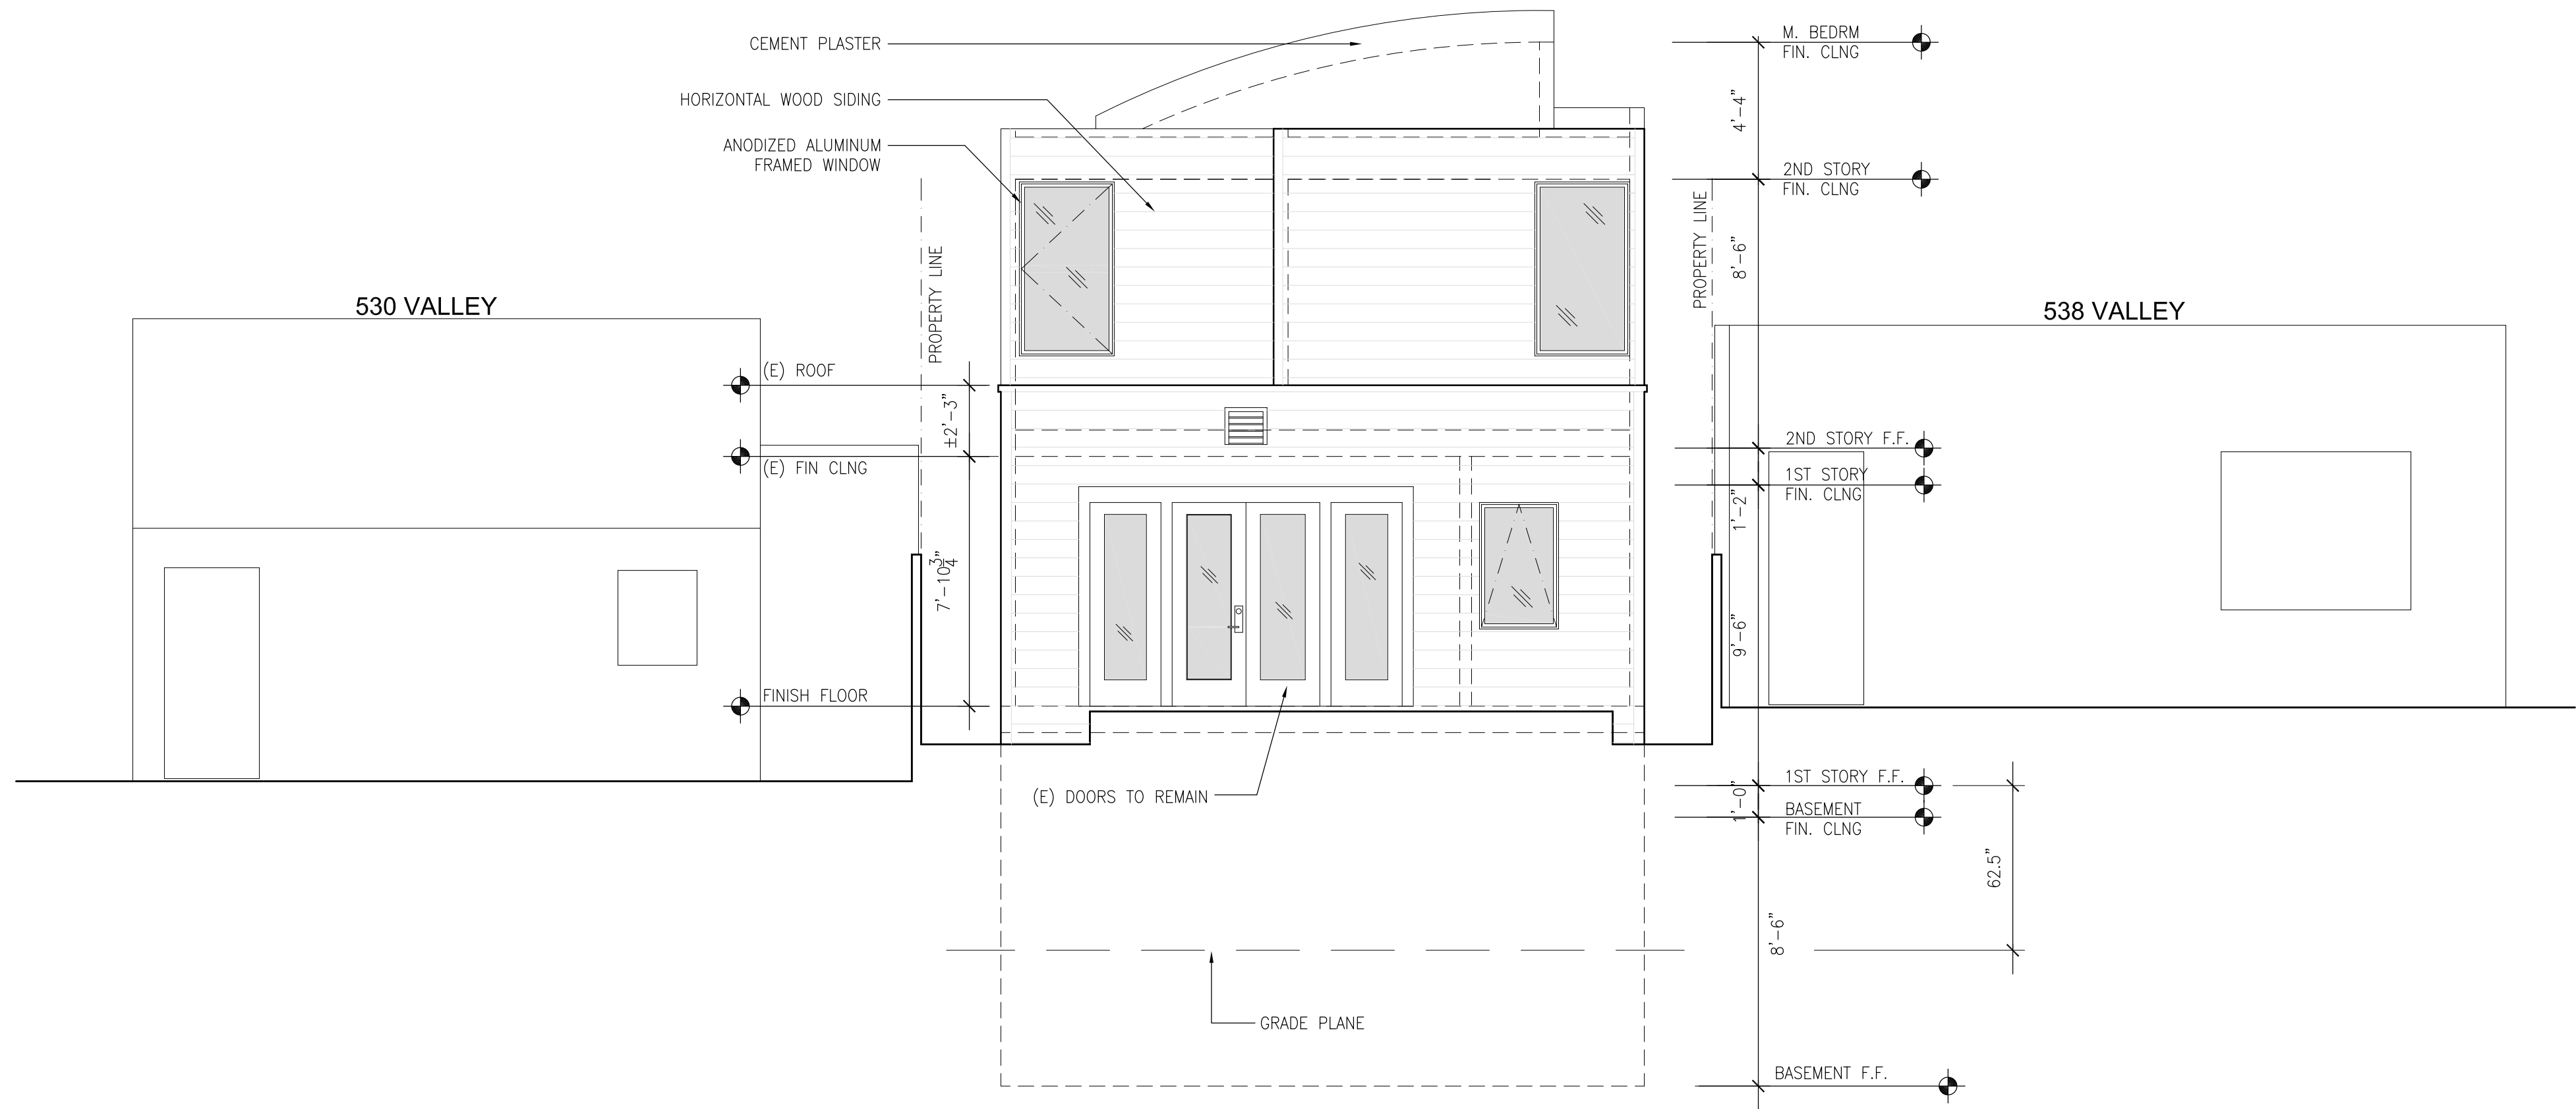 CEMENT PLASTER
HORIZONTAL WOOD SIDING
ANODIZED ALUMINUM
FRAMED WINDOW
M. BEDRM
FIN. CLNG
4'-4"
2ND STORY
FIN. CLNG
PROPERTY LINE
PROPERTY LINE
8'-6"
530 VALLEY
538 VALLEY
(E) ROOF
±2'-3"
(E) FIN CLNG
2ND STORY F.F.
1ST STORY
FIN. CLNG
1'-2"
7'-10 3/4"
9'-6"
FINISH FLOOR
(E) DOORS TO REMAIN
1ST STORY F.F.
1'-0"
BASEMENT
FIN. CLNG
62.5"
8'-6"
GRADE PLANE
BASEMENT F.F.